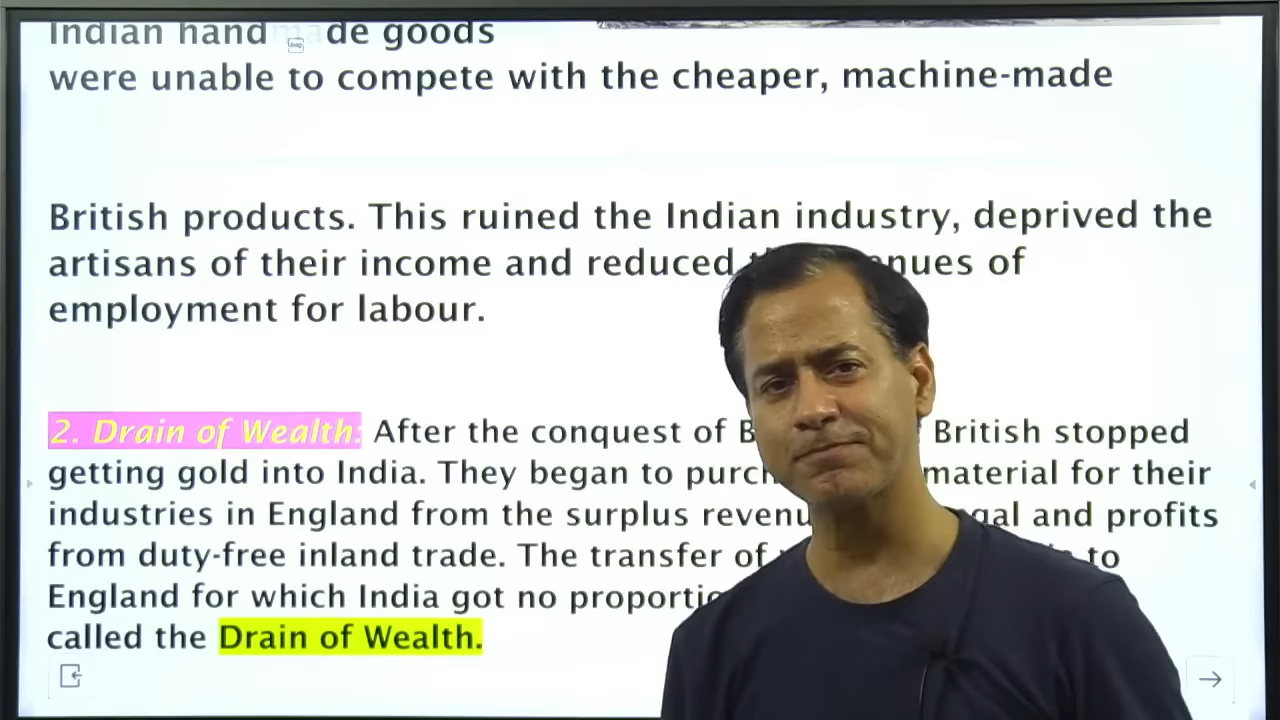 Indian hand de goods
were unable to compete with the cheaper, machine-made
British products. This ruined the Indian industry, deprived the
artisans of their income and reduced nues of
employment for labour.
2. Drain of Wealth: After the conquest of B British stopped
getting gold into India. They began to purch material for their
industries in England from the surplus revenu gal and profits
from duty-free inland trade. The transfer of to
England for which India got no proportio
called the Drain of Wealth.